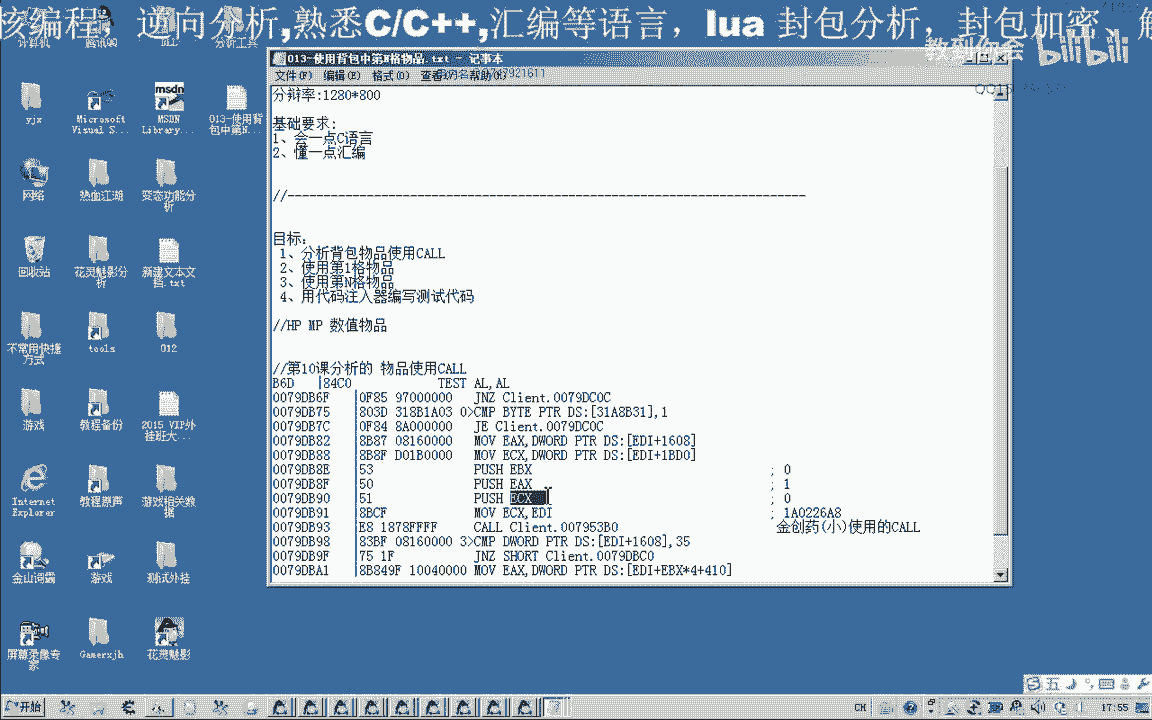 核编程，逆向分析,熟悉C/C++,汇编等语言，lua 封包分析，封包加密，解
教到你会
bilibili
计算机
腾讯QQ
DLL
分析工具
yjx
Microsoft Visual S...
MSDN Library...
013-使用背包中第N...
网络
热血江湖
变态功能分析
回收站
花灵魅影分析
新建文本文档.txt
不常用快捷方式
tools
012
游戏
教程备份
2015 VIP外挂班大...
Internet Explorer
教程原声
游戏相关数据
金山词霸
游戏
测试外挂
屏幕录像专家
Gamerxjh
花灵魅影
013-使用背包中第N格物品.txt - 记事本
文件(F) 编辑(E) 格式(O) 查看(V) 帮助(H)
分辩率:1280*800
基础要求:
1、会一点C语言
2、懂一点汇编
//------------------------------------------------------------------------
目标:
1、分析背包物品使用CALL
2、使用第1格物品
3、使用第N格物品
4、用代码注入器编写测试代码
//HP MP 数值物品
//第10课分析的 物品使用CALL
B6D |84C0 TEST AL,AL
0079DB6F |0F85 97000000 JNZ Client.0079DC0C
0079DB75 |803D 318B1A03 0>CMP BYTE PTR DS:[31A8B31],1
0079DB7C |0F84 8A000000 JE Client.0079DC0C
0079DB82 |8B87 08160000 MOV EAX,DWORD PTR DS:[EDI+1608]
0079DB88 |8B8F D01B0000 MOV ECX,DWORD PTR DS:[EDI+1BD0]
0079DB8E |53 PUSH EBX ; 0
0079DB8F |50 PUSH EAX ; 1
0079DB90 |51 PUSH ECX ; 0
0079DB91 |8BCF MOV ECX,EDI ; 1A0226A8
0079DB93 |E8 1878FFFF CALL Client.007953B0 金创药(小)使用的CALL
0079DB98 |83BF 08160000 3>CMP DWORD PTR DS:[EDI+1608],35
0079DB9F |75 1F JNZ SHORT Client.0079DBC0
0079DBA1 |8B849F 10040000 MOV EAX,DWORD PTR DS:[EDI+EBX*4+410]
五
开始
CH
17:55